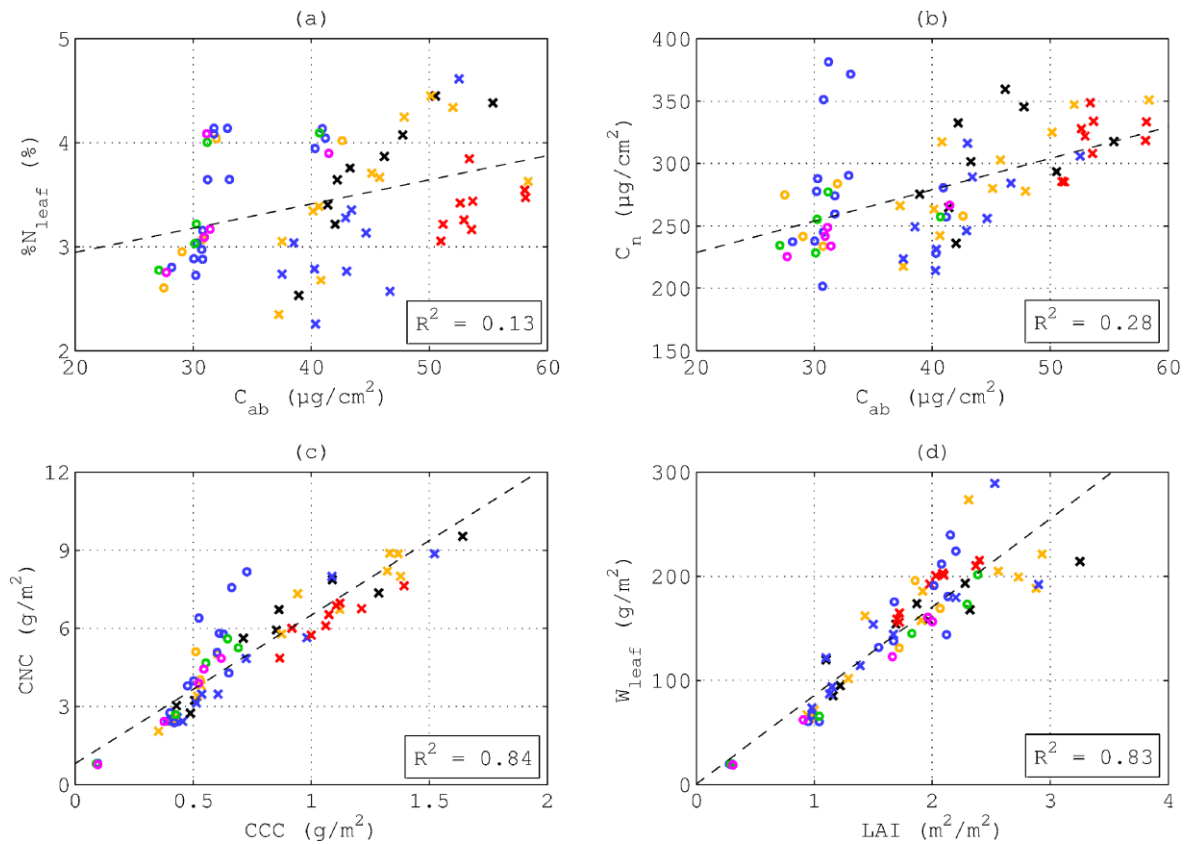 (a)
5
4
3
2
%N_leaf (%)
R² = 0.13
20 30 40 50 60
C_ab (μg/cm²)
(b)
400
350
300
250
200
150
C_n (μg/cm²)
R² = 0.28
20 30 40 50 60
C_ab (μg/cm²)
(c)
12
9
6
3
0
CNC (g/m²)
R² = 0.84
0 0.5 1 1.5 2
CCC (g/m²)
(d)
300
200
100
0
W_leaf (g/m²)
R² = 0.83
0 1 2 3 4
LAI (m²/m²)